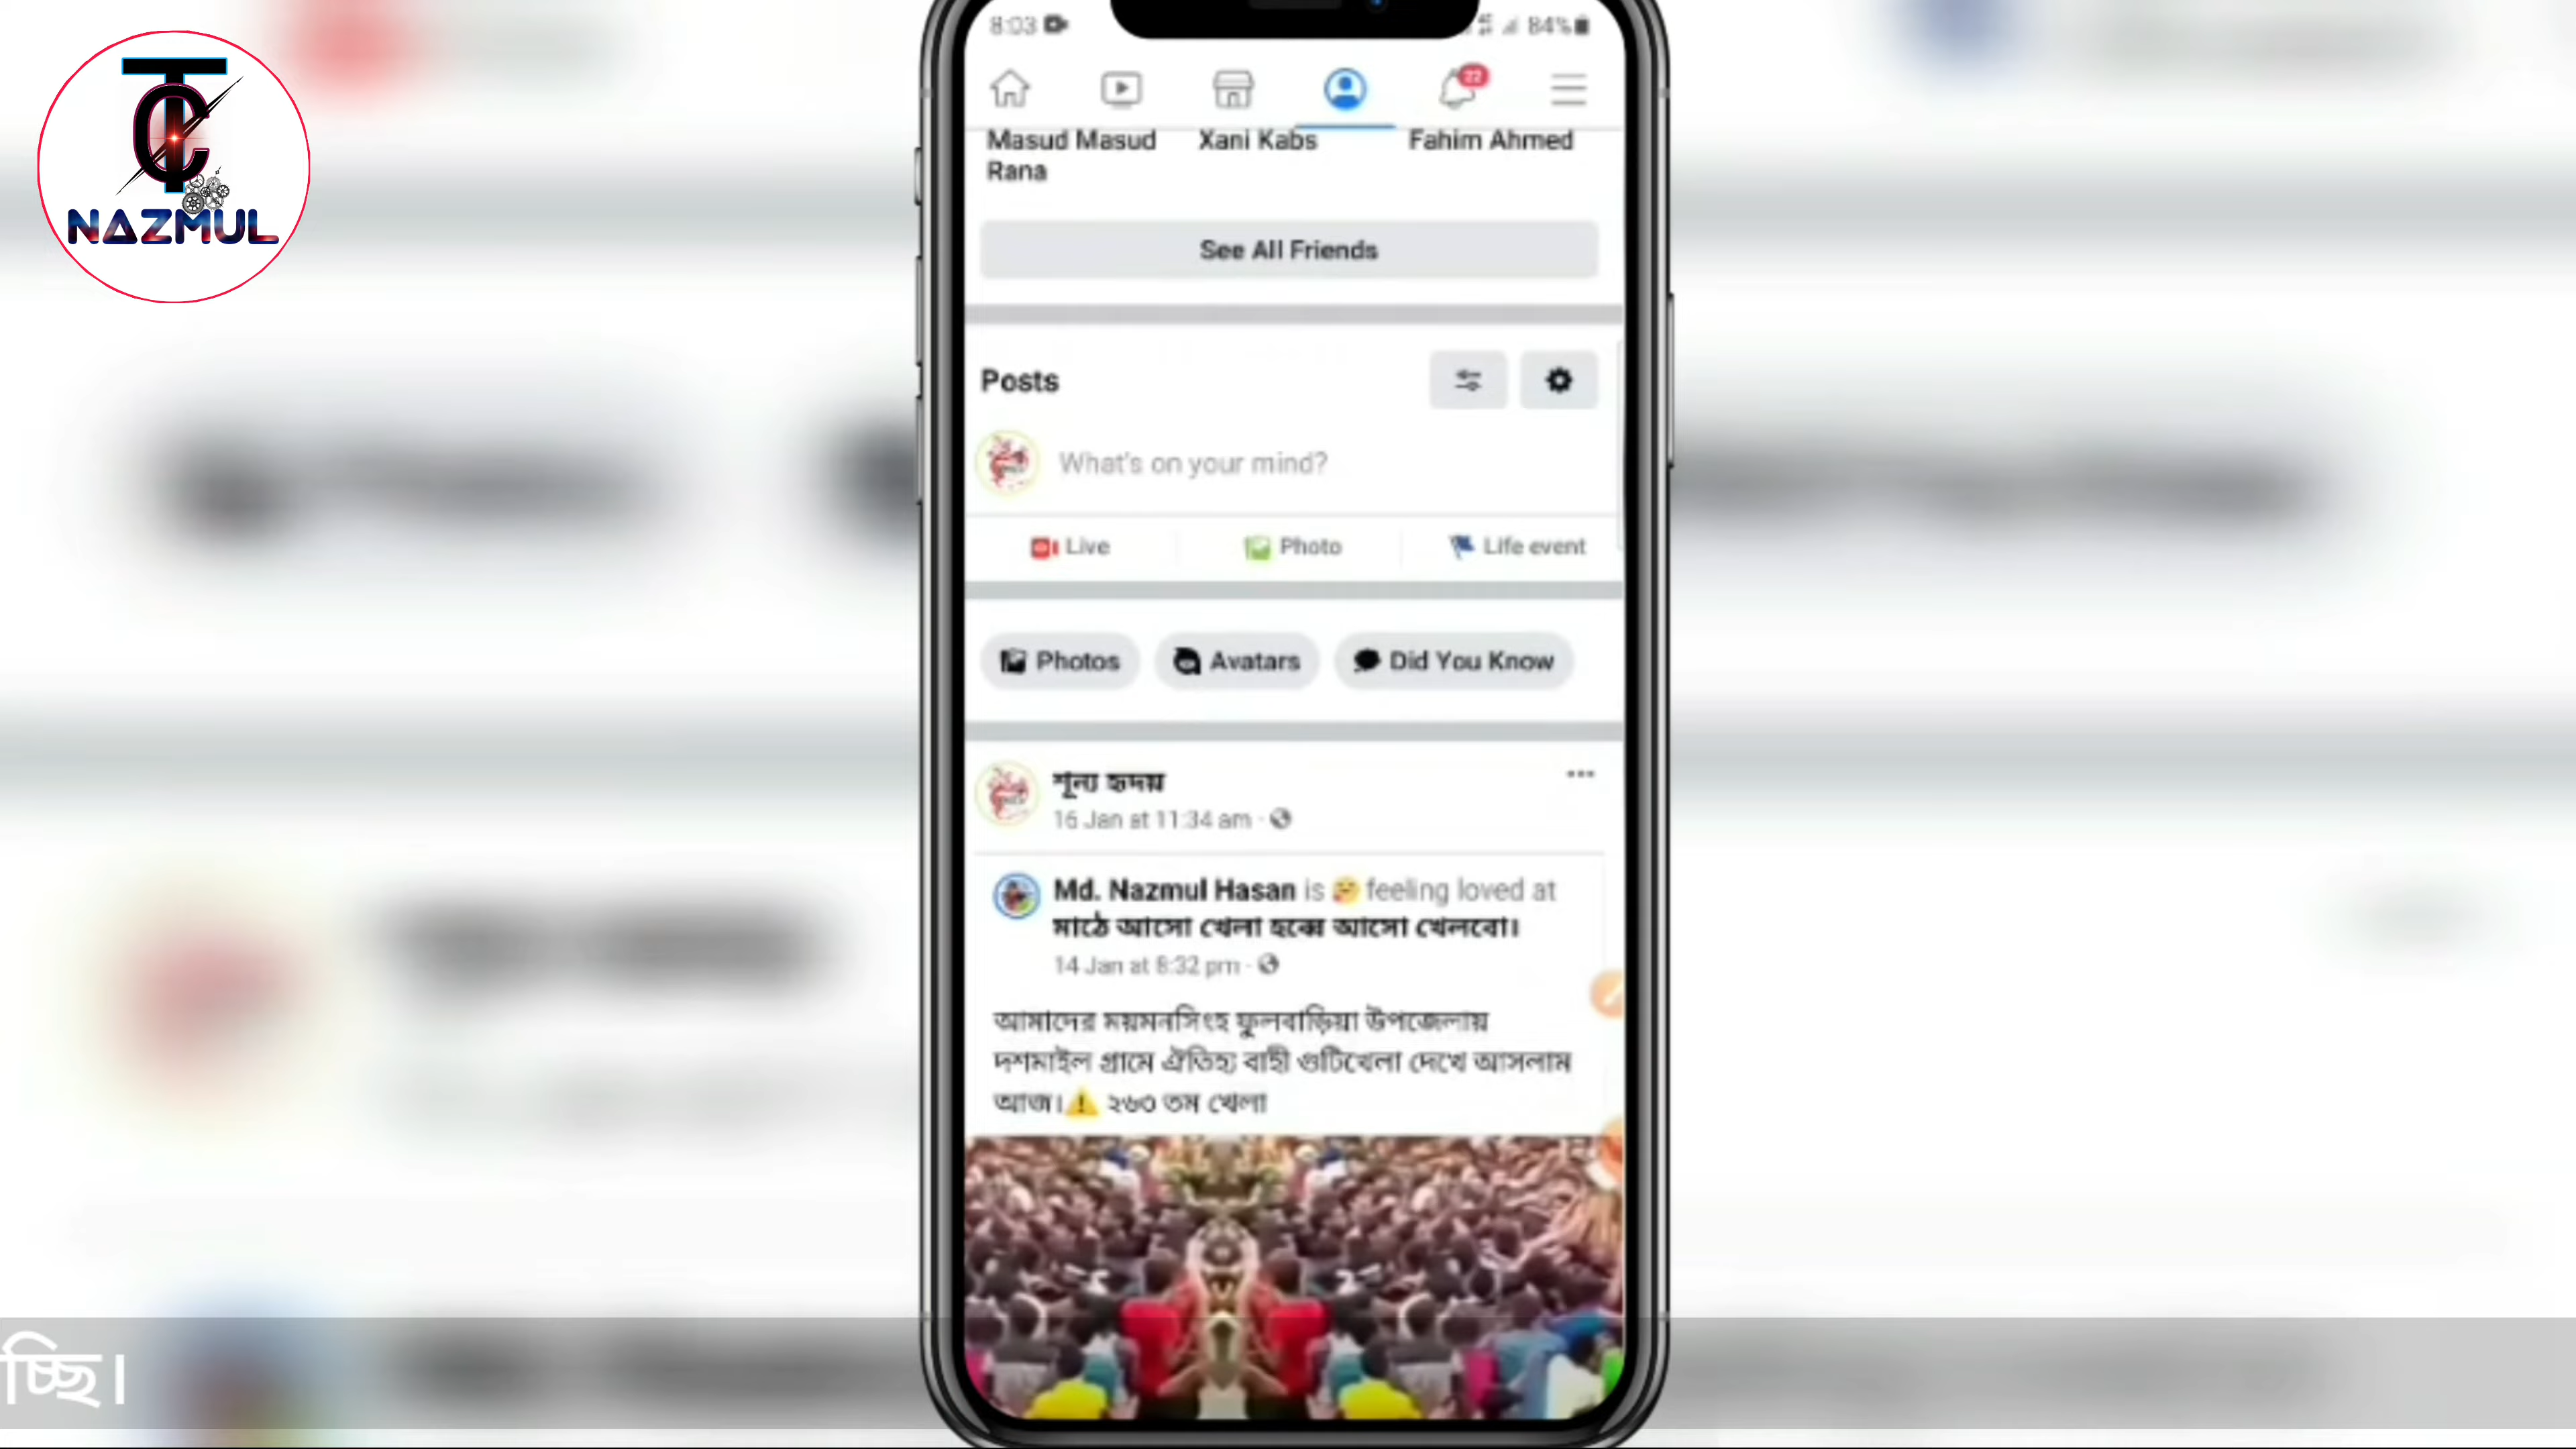 TC
NAZMUL
8:03
84%
22
Masud Masud
Rana
Xani Kabs
Fahim Ahmed
See All Friends
Posts
What's on your mind?
Live
Photo
Life event
Photos
Avatars
Did You Know
শূন্য হৃদয়
16 Jan at 11:34 am ·
Md. Nazmul Hasan is 🥰 feeling loved at
মাঠে আসো খেলা হব্বে আসো খেলবো।
14 Jan at 8:32 pm ·
আমাদের ময়মনসিংহ ফুলবাড়িয়া উপজেলায়
দশমাইল গ্রামে ঐতিহ্য বাহী গুটিখেলা দেখে আসলাম
আজ।⚠️ ২৬৩ তম খেলা
চ্ছি।